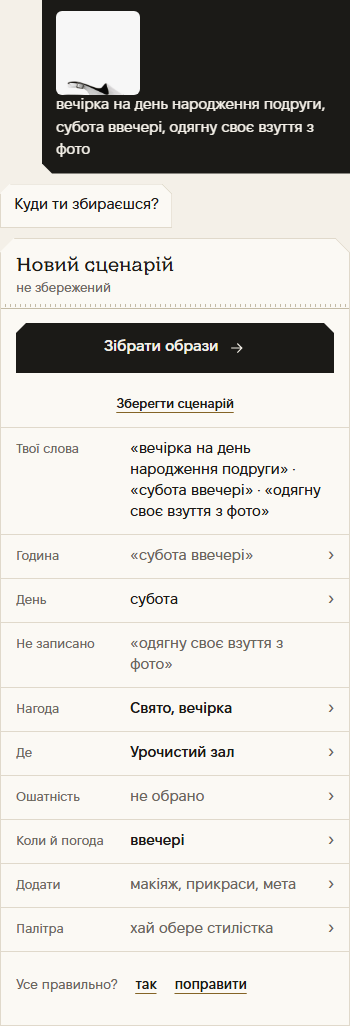 вечірка на день народження подруги,
субота ввечері, одягну своє взуття з
фото
Куди ти збираєшся?
Новий сценарій
не збережений
Зібрати образи →
Зберегти сценарій
Твої слова
«вечірка на день
народження подруги» ·
«субота ввечері» · «одягну
своє взуття з фото»
Година «субота ввечері» ›
День субота ›
Не записано «одягну своє взуття з
фото»
Нагода Свято, вечірка ›
Де Урочистий зал ›
Ошатність не обрано ›
Коли й погода ввечері ›
Додати макіяж, прикраси, мета ›
Палітра хай обере стилістка ›
Усе правильно? так поправити